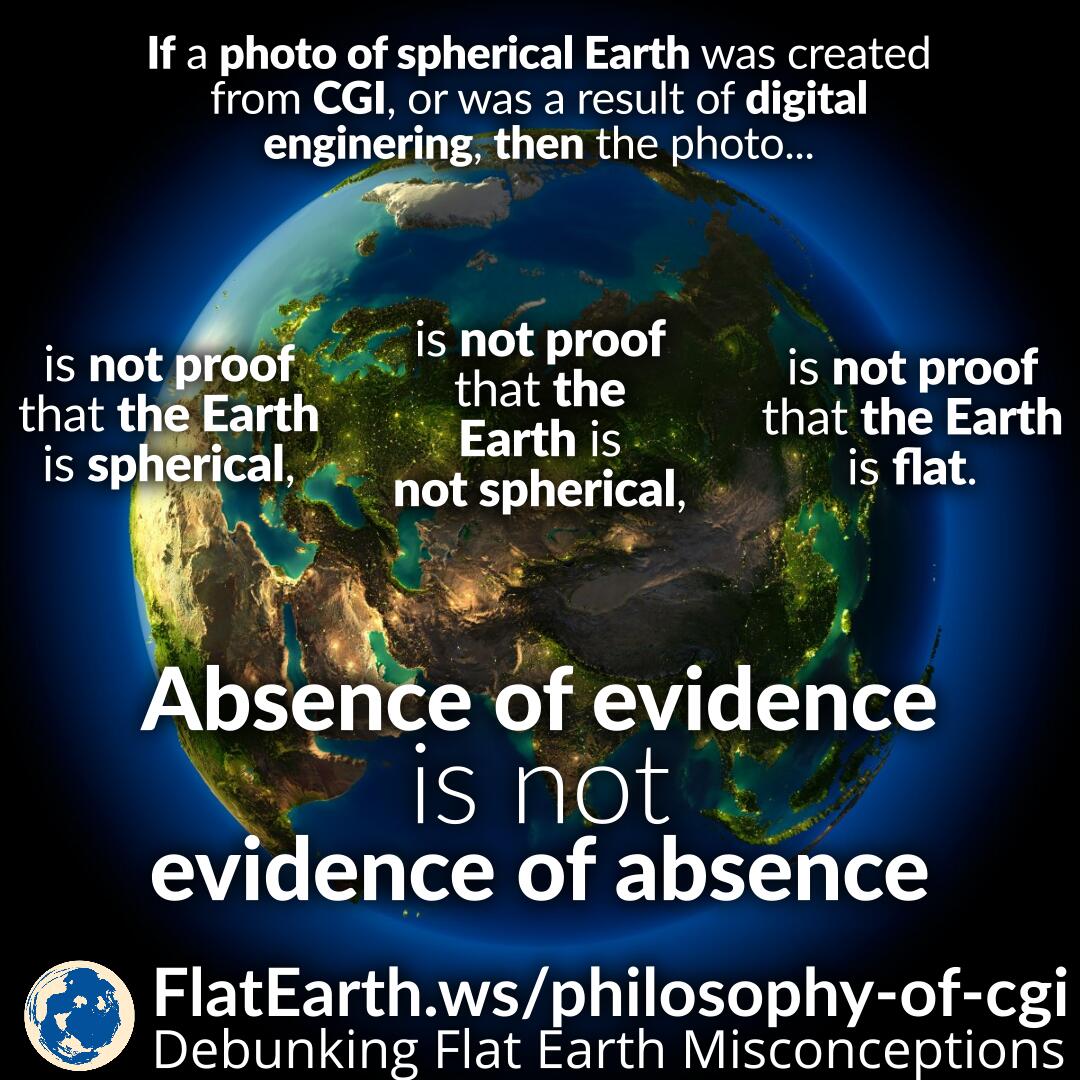 If a photo of spherical Earth was created
from CGI, or was a result of digital
enginering, then the photo...
is not proof
that the Earth
is spherical,
is not proof
that the
Earth is
not spherical,
is not proof
that the Earth
is flat.
Absence of evidence
is not
evidence of absence
FlatEarth.ws/philosophy-of-cgi
Debunking Flat Earth Misconceptions